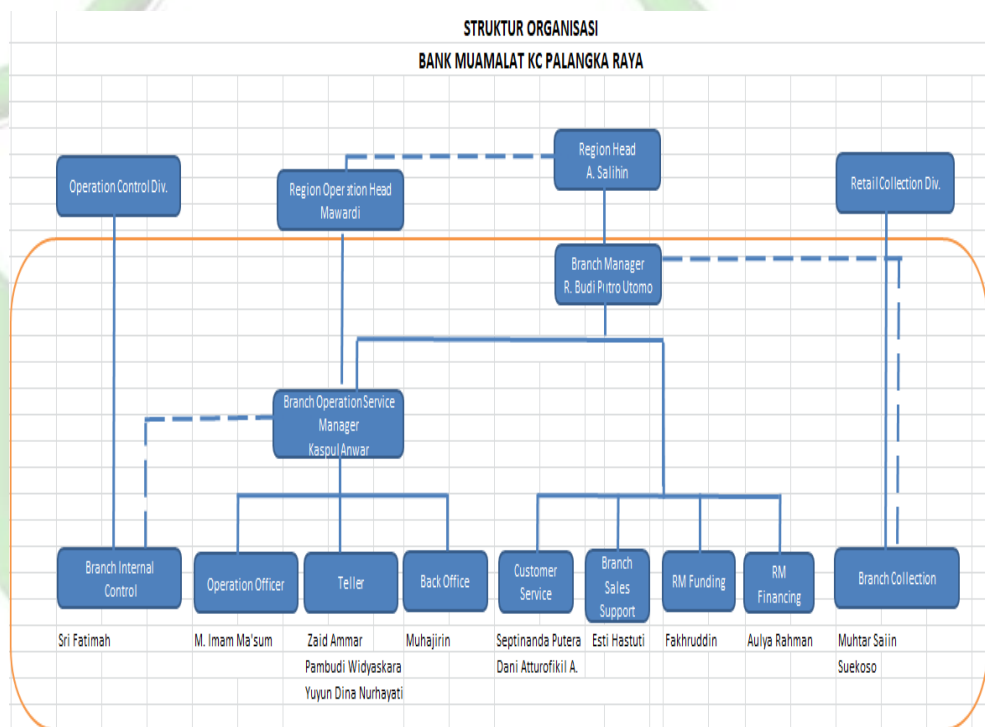 STRUKTUR ORGANISASI
BANK MUAMALAT KC PALANGKA RAYA
Region Head
A. Salihin
Operation Control Div.
Region Operation Head
Mawardi
Retail Collection Div.
Branch Manager
R. Budi Putro Utomo
Branch Operation Service
Manager
Kaspul Anwar
Branch Internal
Control
Operation Officer
Teller
Back Office
Customer
Service
Branch
Sales
Support
RM Funding
RM
Financing
Branch Collection
Sri Fatimah
M. Imam Ma'sum
Zaid Ammar
Pambudi Widyaskara
Yuyun Dina Nurhayati
Muhajirin
Septinanda Putera
Dani Atturofikil A.
Esti Hastuti
Fakhruddin
Aulya Rahman
Muhtar Saiin
Suekoso